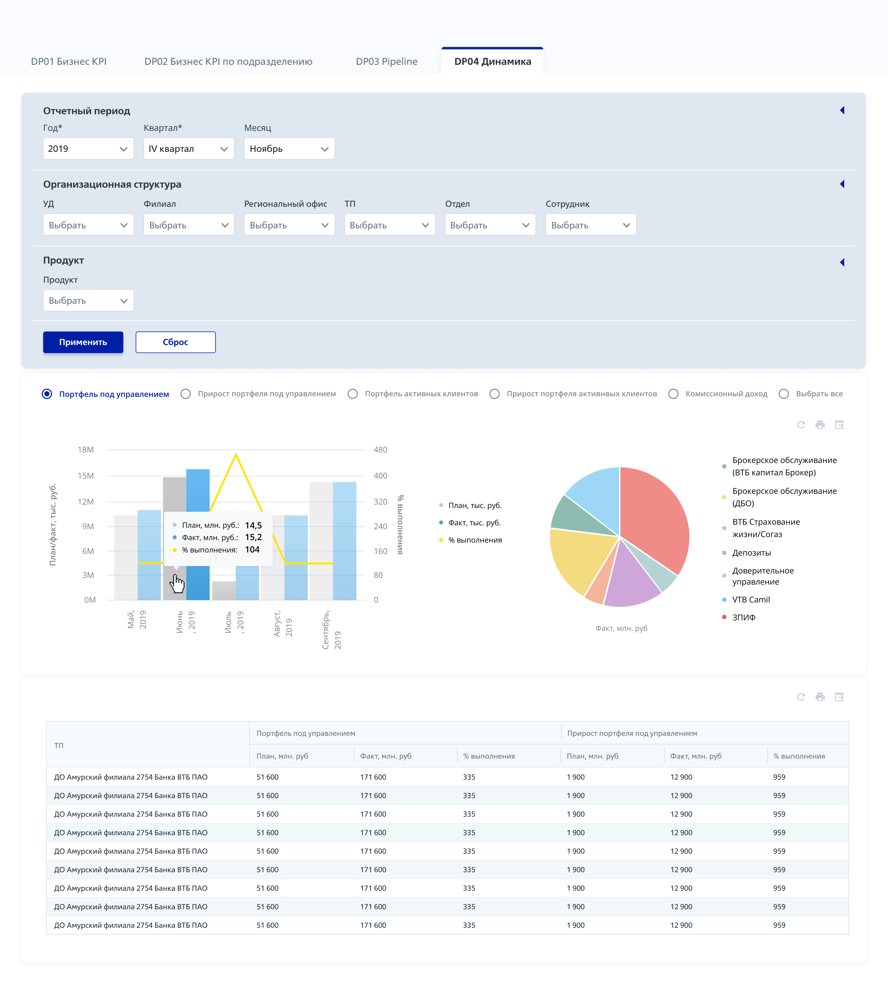 DP01 Бизнес KPI
DP02 Бизнес KPI по подразделению
DP03 Pipeline
DP04 Динамика
Отчетный период
Год*
Квартал*
Месяц
2019
IV квартал
Ноябрь
Организационная структура
УД
Филиал
Региональный офис
ТП
Отдел
Сотрудник
Выбрать
Выбрать
Выбрать
Выбрать
Выбрать
Выбрать
Продукт
Продукт
Выбрать
Применить
Сброс
Портфель под управлением
Прирост портфеля под управлением
Портфель активных клиентов
Прирост портфеля активнвых клиентов
Комиссионный доход
Выбрать все
План/факт, тыс. руб.
18M
15M
12M
9M
6M
3M
0M
480
400
320
240
160
80
0
% выполнения
План, млн. руб.: 14,5
Факт, млн. руб.: 15,2
% выполнения: 104
Май,
2019
Июнь
, 2019
Июль
, 2019
Август,
2019
Сентябрь,
2019
План, тыс. руб.
Факт, тыс. руб.
% выполнения
Факт, млн. руб
Брокерское обслуживание
(ВТБ капитал Брокер)
Брокерское обслуживание
(ДБО)
ВТБ Страхование
жизни/Согаз
Депозиты
Доверительное
управление
VTB Camil
ЗПИФ
ТП
Портфель под управлением
Прирост портфеля под управлением
План, млн. руб
Факт, млн. руб
% выполнения
План, млн. руб
Факт, млн. руб
% выполнения
ДО Амурский филиала 2754 Банка ВТБ ПАО 51 600 171 600 335 1 900 12 900 959
ДО Амурский филиала 2754 Банка ВТБ ПАО 51 600 171 600 335 1 900 12 900 959
ДО Амурский филиала 2754 Банка ВТБ ПАО 51 600 171 600 335 1 900 12 900 959
ДО Амурский филиала 2754 Банка ВТБ ПАО 51 600 171 600 335 1 900 12 900 959
ДО Амурский филиала 2754 Банка ВТБ ПАО 51 600 171 600 335 1 900 12 900 959
ДО Амурский филиала 2754 Банка ВТБ ПАО 51 600 171 600 335 1 900 12 900 959
ДО Амурский филиала 2754 Банка ВТБ ПАО 51 600 171 600 335 1 900 12 900 959
ДО Амурский филиала 2754 Банка ВТБ ПАО 51 600 171 600 335 1 900 12 900 959
ДО Амурский филиала 2754 Банка ВТБ ПАО 51 600 171 600 335 1 900 12 900 959